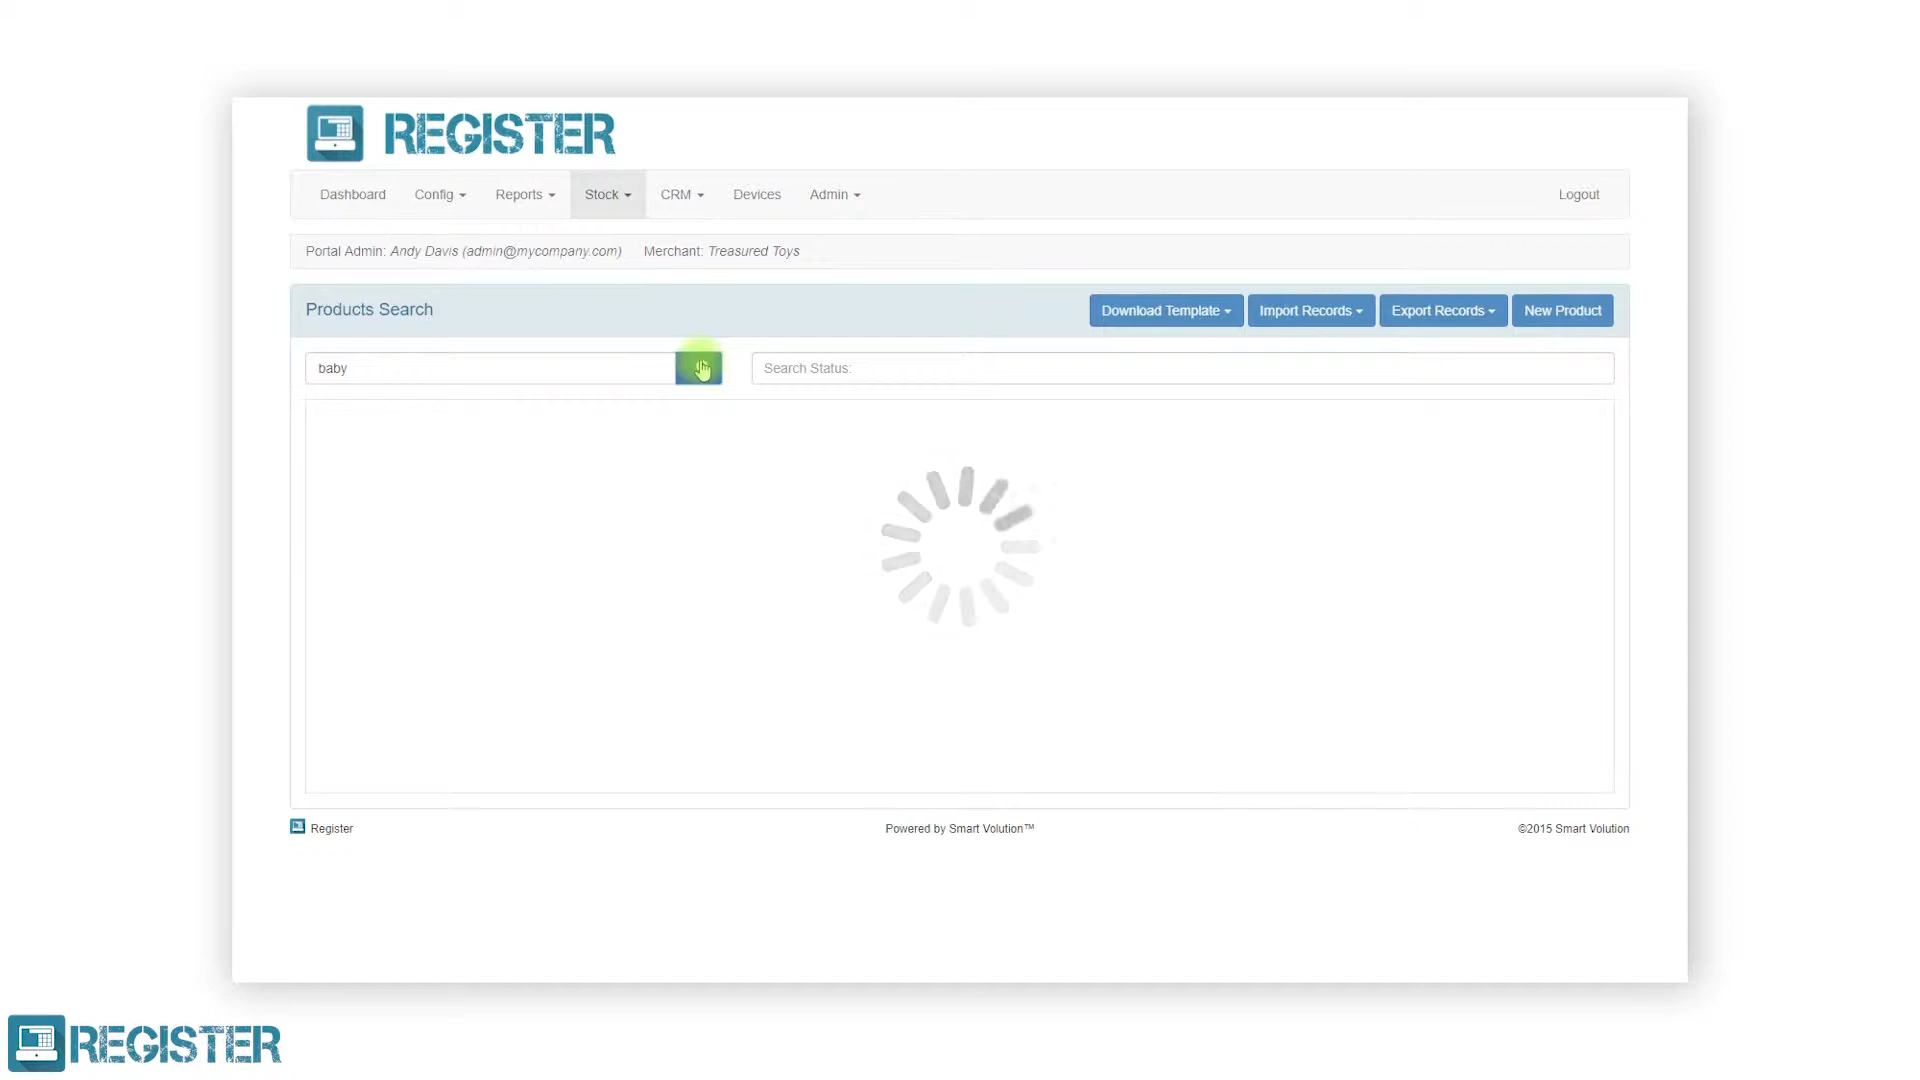 REGISTER
Dashboard Config Reports Stock CRM Devices Admin Logout
Portal Admin: Andy Davis (admin@mycompany.com) Merchant: Treasured Toys
Products Search Download Template Import Records Export Records New Product
baby Search Status:
Register Powered by Smart Volution™ ©2015 Smart Volution
REGISTER